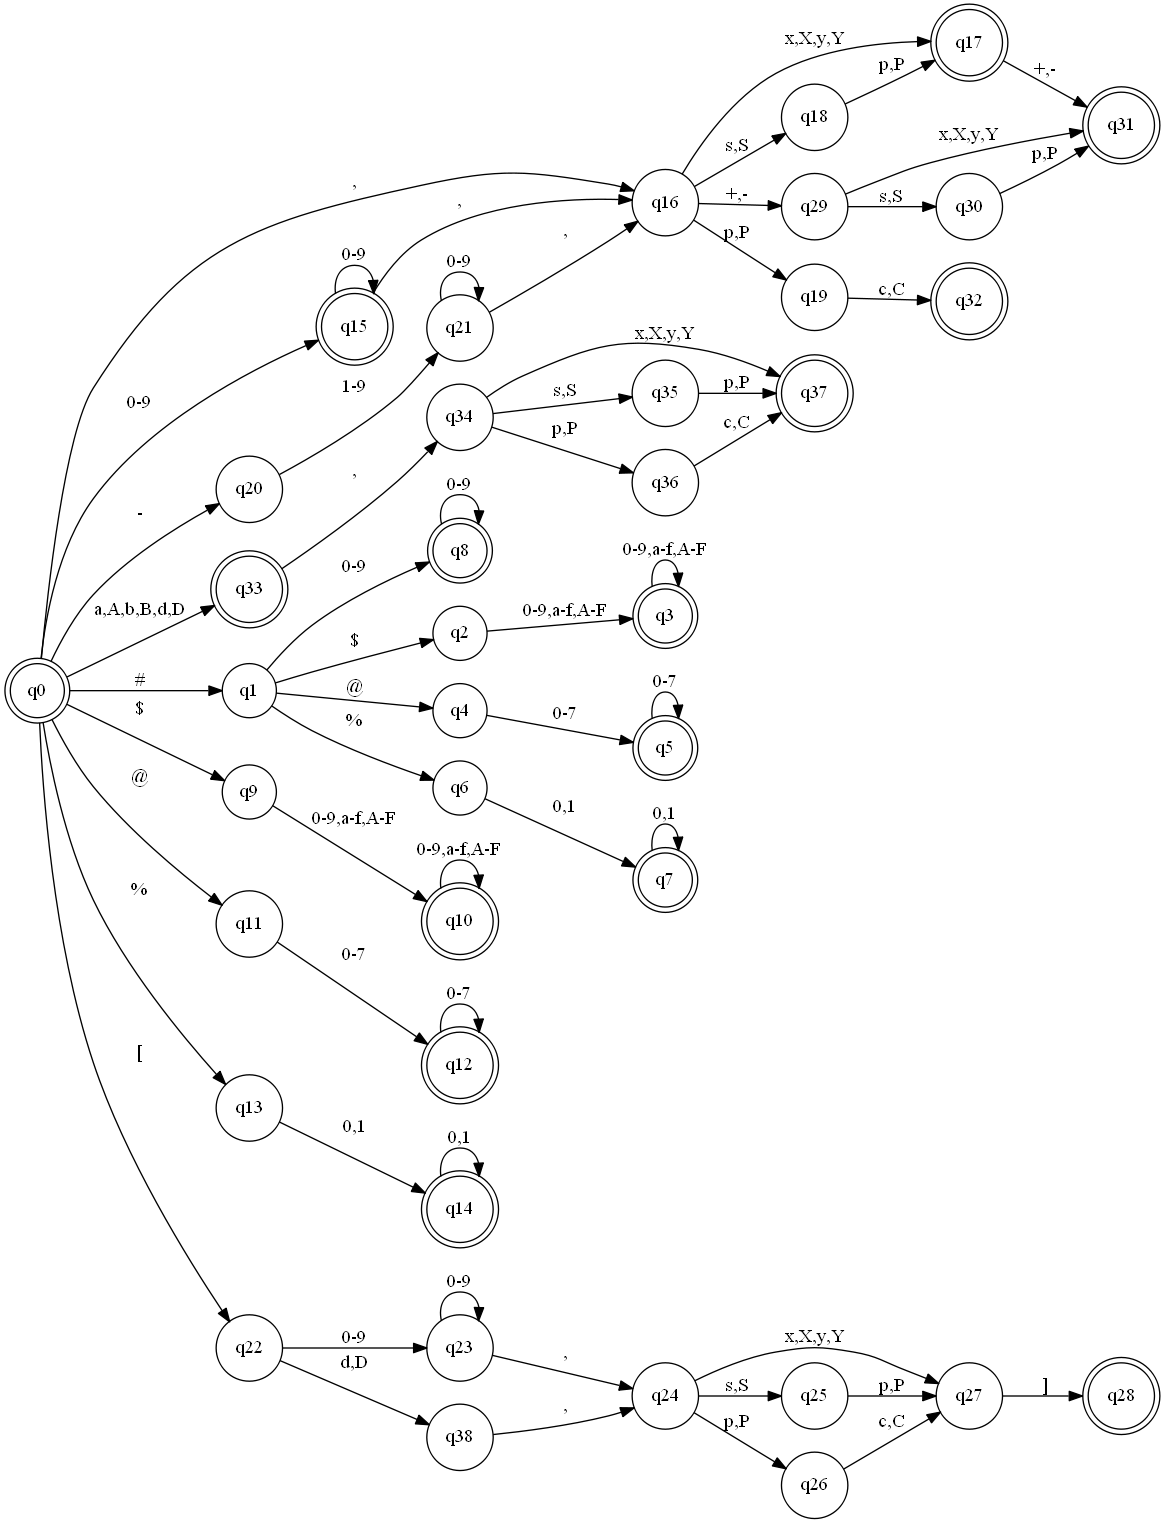 x,X,y,Y
q17
+,-
p,P
q18
q31
x,X,y,Y
s,S
p,P
,
+,-
q16
q29
s,S
q30
,
p,P
,
0-9
0-9
q19
c,C
q32
q15
q21
x,X,y,Y
1-9
s,S
q35
p,P
q37
0-9
q34
p,P
c,C
,
q36
q20
0-9
-
q8
0-9
0-9,a-f,A-F
q33
a,A,b,B,d,D
0-9,a-f,A-F
q3
$
q2
#
@
0-7
q0
q1
$
%
q4
0-7
q5
@
q9
q6
0,1
0,1
0-9,a-f,A-F
0-9,a-f,A-F
q7
%
q10
q11
0-7
0-7
[
q12
q13
0,1
0,1
q14
0-9
x,X,y,Y
q22
0-9
q23
,
d,D
s,S
p,P
]
q24
q25
q27
q28
,
p,P
c,C
q38
q26